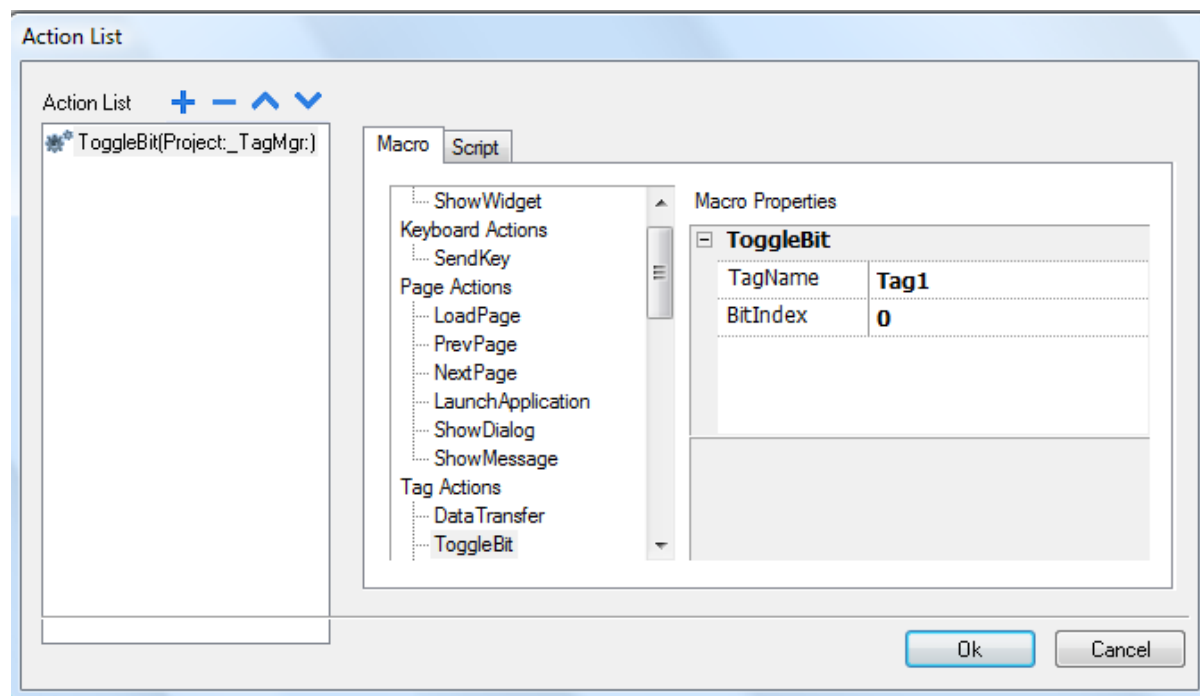 Action List
Action List
ToggleBit(Project:_TagMgr:)
Macro
Script
ShowWidget
Keyboard Actions
SendKey
Page Actions
LoadPage
PrevPage
NextPage
LaunchApplication
ShowDialog
ShowMessage
Tag Actions
DataTransfer
ToggleBit
Macro Properties
ToggleBit
TagName Tag1
BitIndex 0
Ok
Cancel